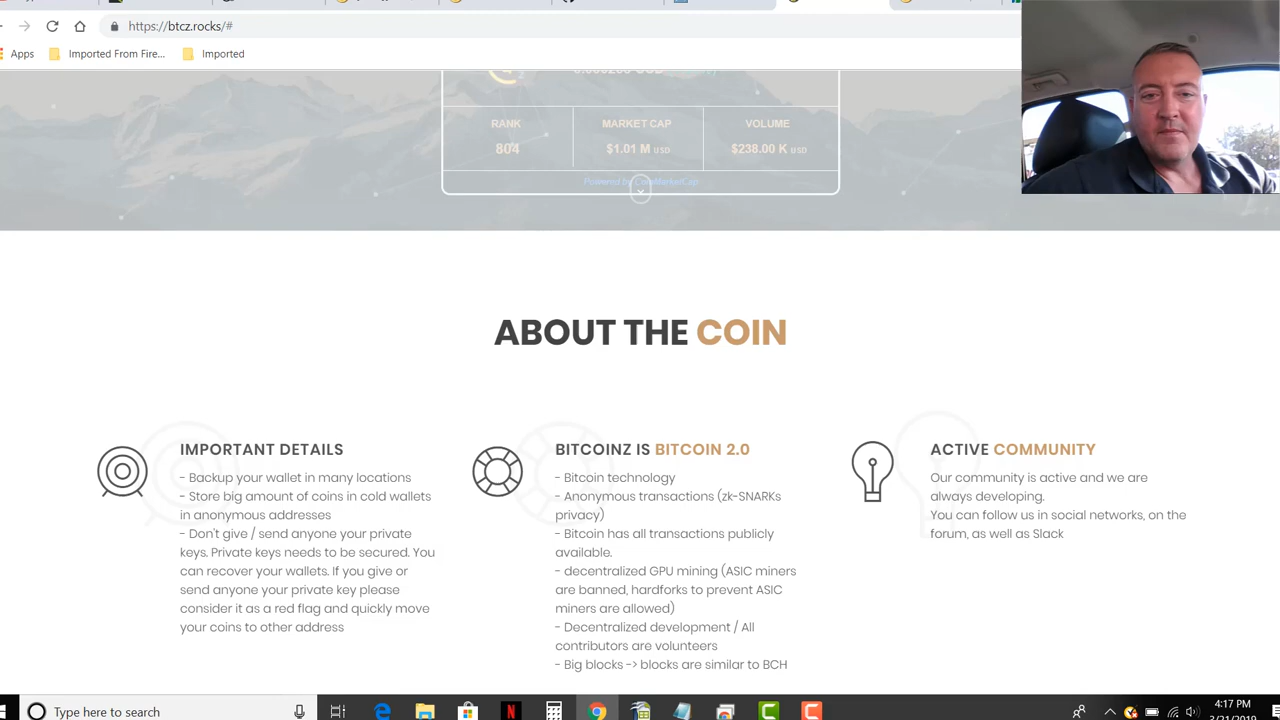 https://btcz.rocks/#
Apps Imported From Fire... Imported
RANK MARKET CAP VOLUME
804 $1.01 M USD $238.00 K USD
Powered by CoinMarketCap
ABOUT THE COIN
IMPORTANT DETAILS
- Backup your wallet in many locations
- Store big amount of coins in cold wallets
in anonymous addresses
- Don't give / send anyone your private
keys. Private keys needs to be secured. You
can recover your wallets. If you give or
send anyone your private key please
consider it as a red flag and quickly move
your coins to other address
BITCOINZ IS BITCOIN 2.0
- Bitcoin technology
- Anonymous transactions (zk-SNARKs
privacy)
- Bitcoin has all transactions publicly
available.
- decentralized GPU mining (ASIC miners
are banned, hardforks to prevent ASIC
miners are allowed)
- Decentralized development / All
contributors are volunteers
- Big blocks -> blocks are similar to BCH
ACTIVE COMMUNITY
Our community is active and we are
always developing.
You can follow us in social networks, on the
forum, as well as Slack
Type here to search
4:17 PM